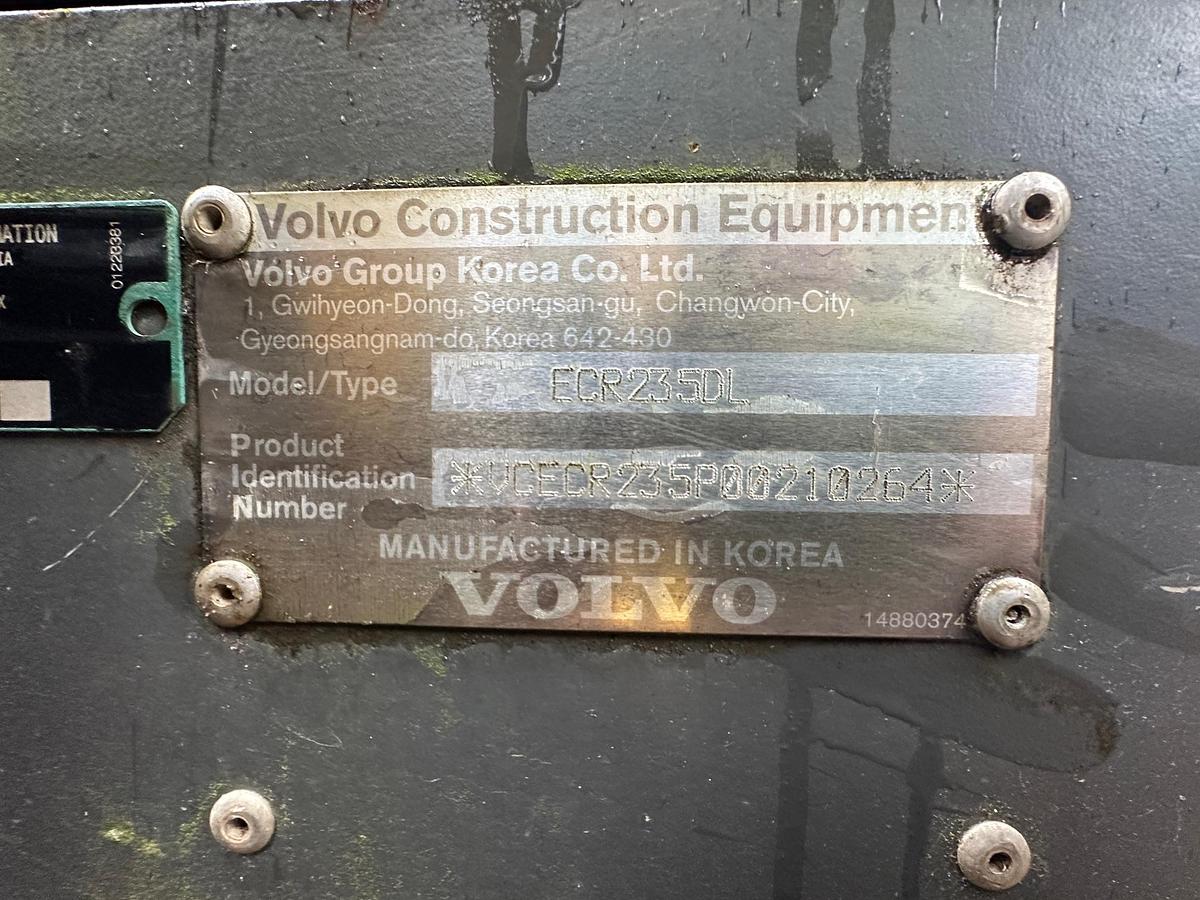 MATION
IA
X
01223381
Volvo Construction Equipmen
Volvo Group Korea Co. Ltd.
1, Gwihyeon-Dong, Seongsan-gu, Changwon-City,
Gyeongsangnam-do, Korea 642-430
Model/Type ECR235DL
Product
Identification
Number
*VCECR235P00210264*
MANUFACTURED IN KOREA
VOLVO
14880374